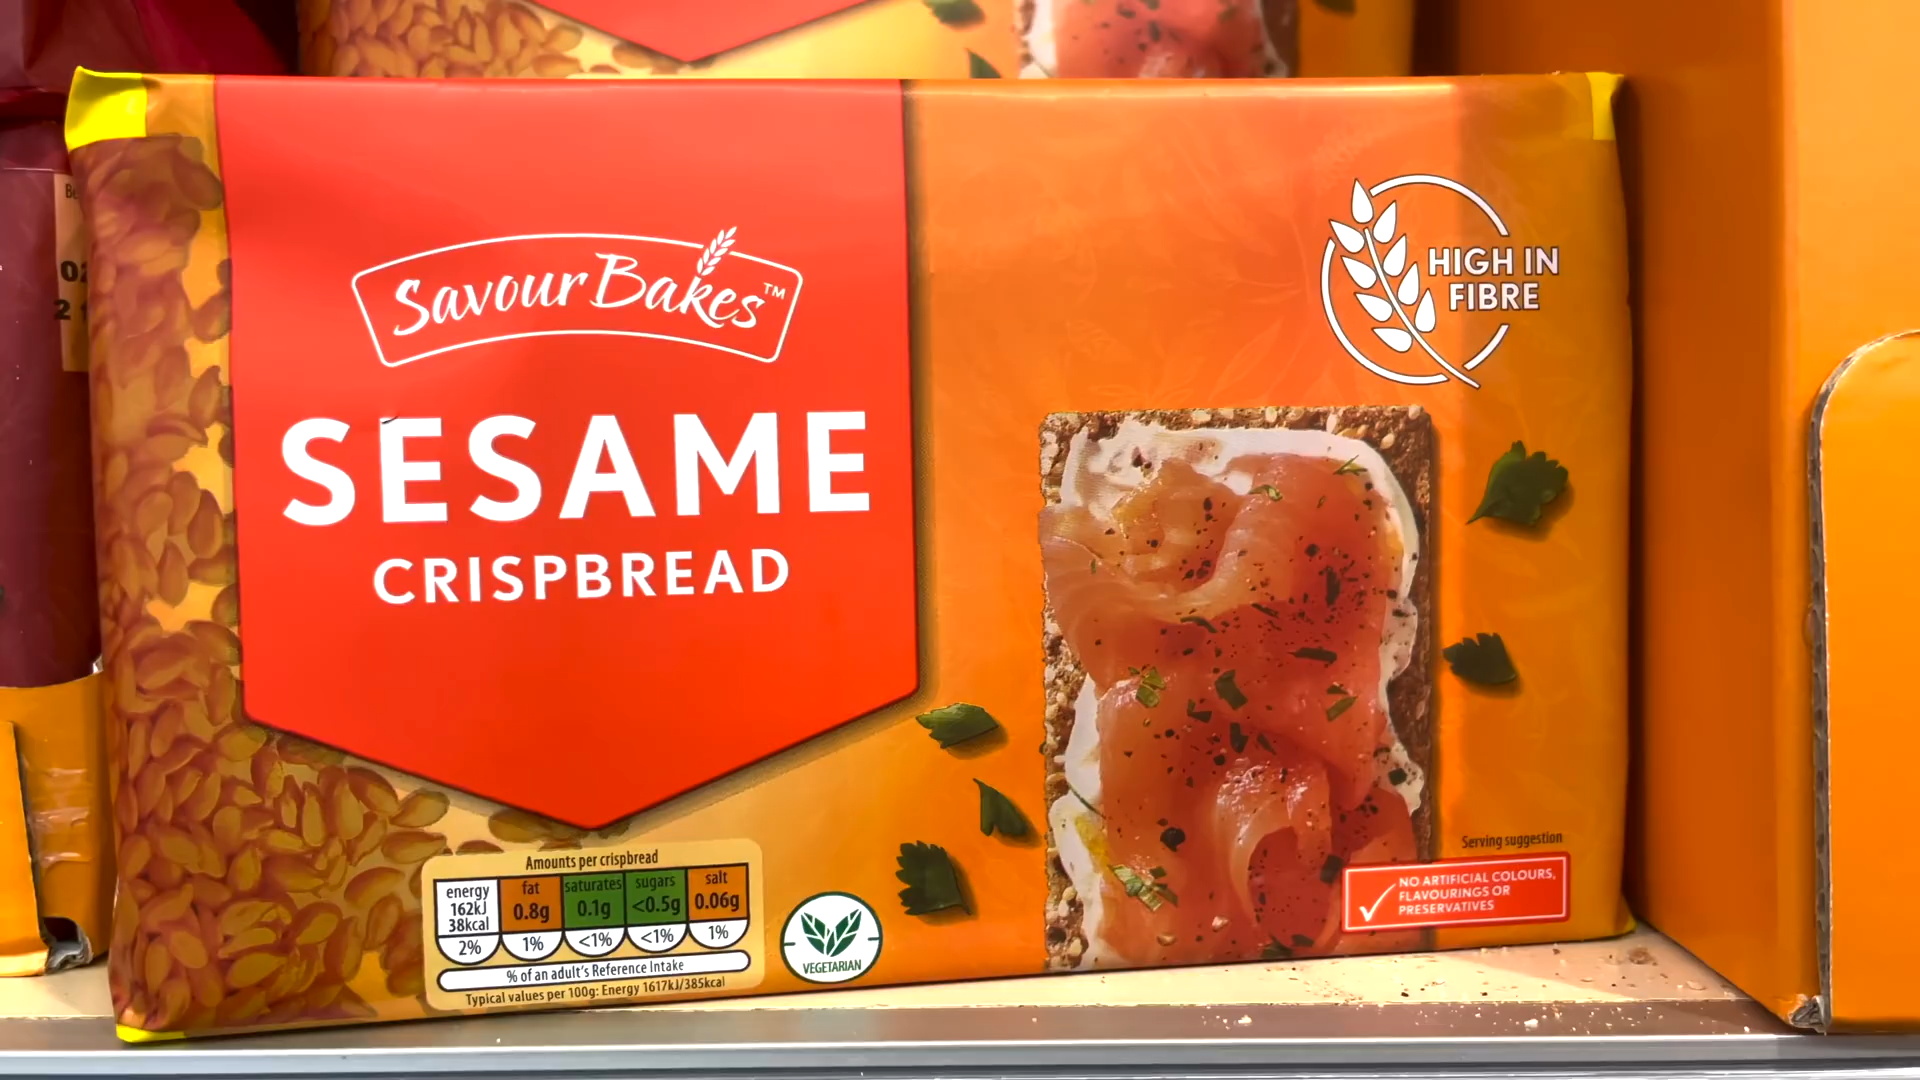 Savour Bakes™
SESAME
CRISPBREAD
HIGH IN
FIBRE
Serving suggestion
NO ARTIFICIAL COLOURS,
FLAVOURINGS OR
PRESERVATIVES
Amounts per crispbread
energy 162kJ 38kcal 2%
fat 0.8g 1%
saturates 0.1g <1%
sugars <0.5g <1%
salt 0.06g 1%
% of an adult's Reference Intake
Typical values per 100g: Energy 1617kJ/385kcal
VEGETARIAN